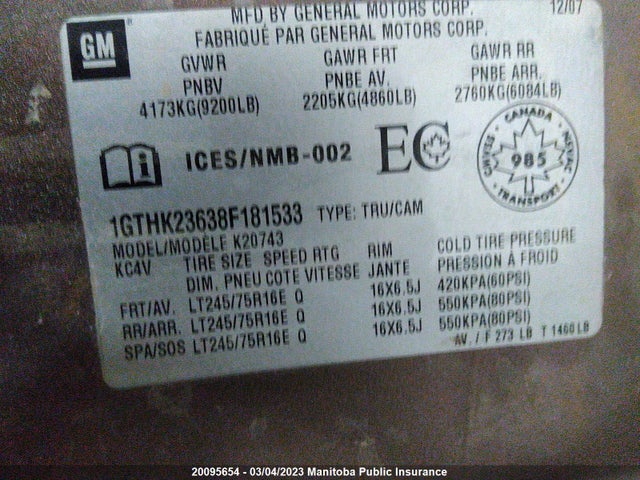 MFD BY GENERAL MOTORS CORP. 12/07
GM
FABRIQUÉ PAR GENERAL MOTORS CORP.
GVWR GAWR FRT GAWR RR
PNBV PNBE AV. PNBE ARR.
4173KG(9200LB) 2205KG(4860LB) 2760KG(6084LB)
ICES/NMB-002 EC
CANADA
985
TRANSPORT
1GTHK23638F181533 TYPE: TRU/CAM
MODEL/MODÈLE K20743
KC4V TIRE SIZE SPEED RTG RIM COLD TIRE PRESSURE
DIM. PNEU COTE VITESSE JANTE PRESSION À FROID
FRT/AV. LT245/75R16E Q 16X6.5J 420KPA(60PSI)
RR/ARR. LT245/75R16E Q 16X6.5J 550KPA(80PSI)
SPA/SOS LT245/75R16E Q 16X6.5J 550KPA(80PSI)
AV. / F 273 LB T 1460 LB
20095654 - 03/04/2023 Manitoba Public Insurance